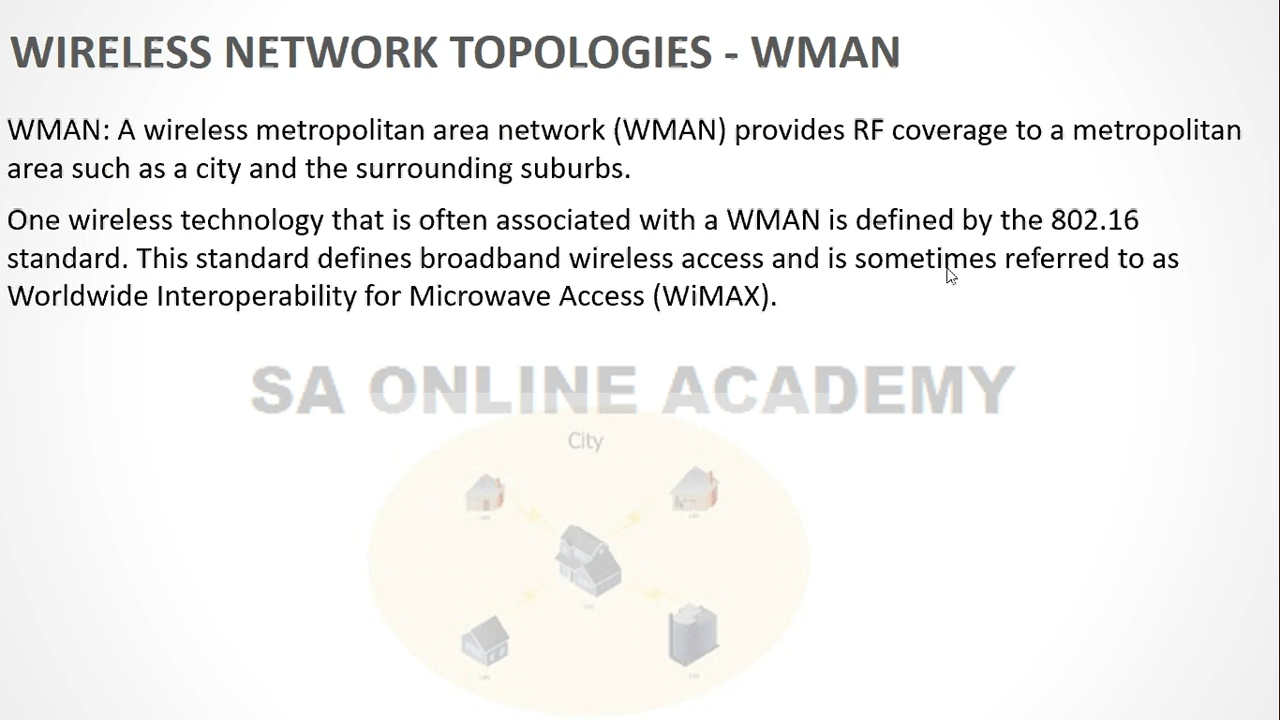 WIRELESS NETWORK TOPOLOGIES - WMAN
WMAN: A wireless metropolitan area network (WMAN) provides RF coverage to a metropolitan
area such as a city and the surrounding suburbs.
One wireless technology that is often associated with a WMAN is defined by the 802.16
standard. This standard defines broadband wireless access and is sometimes referred to as
Worldwide Interoperability for Microwave Access (WiMAX).
SA ONLINE ACADEMY
City